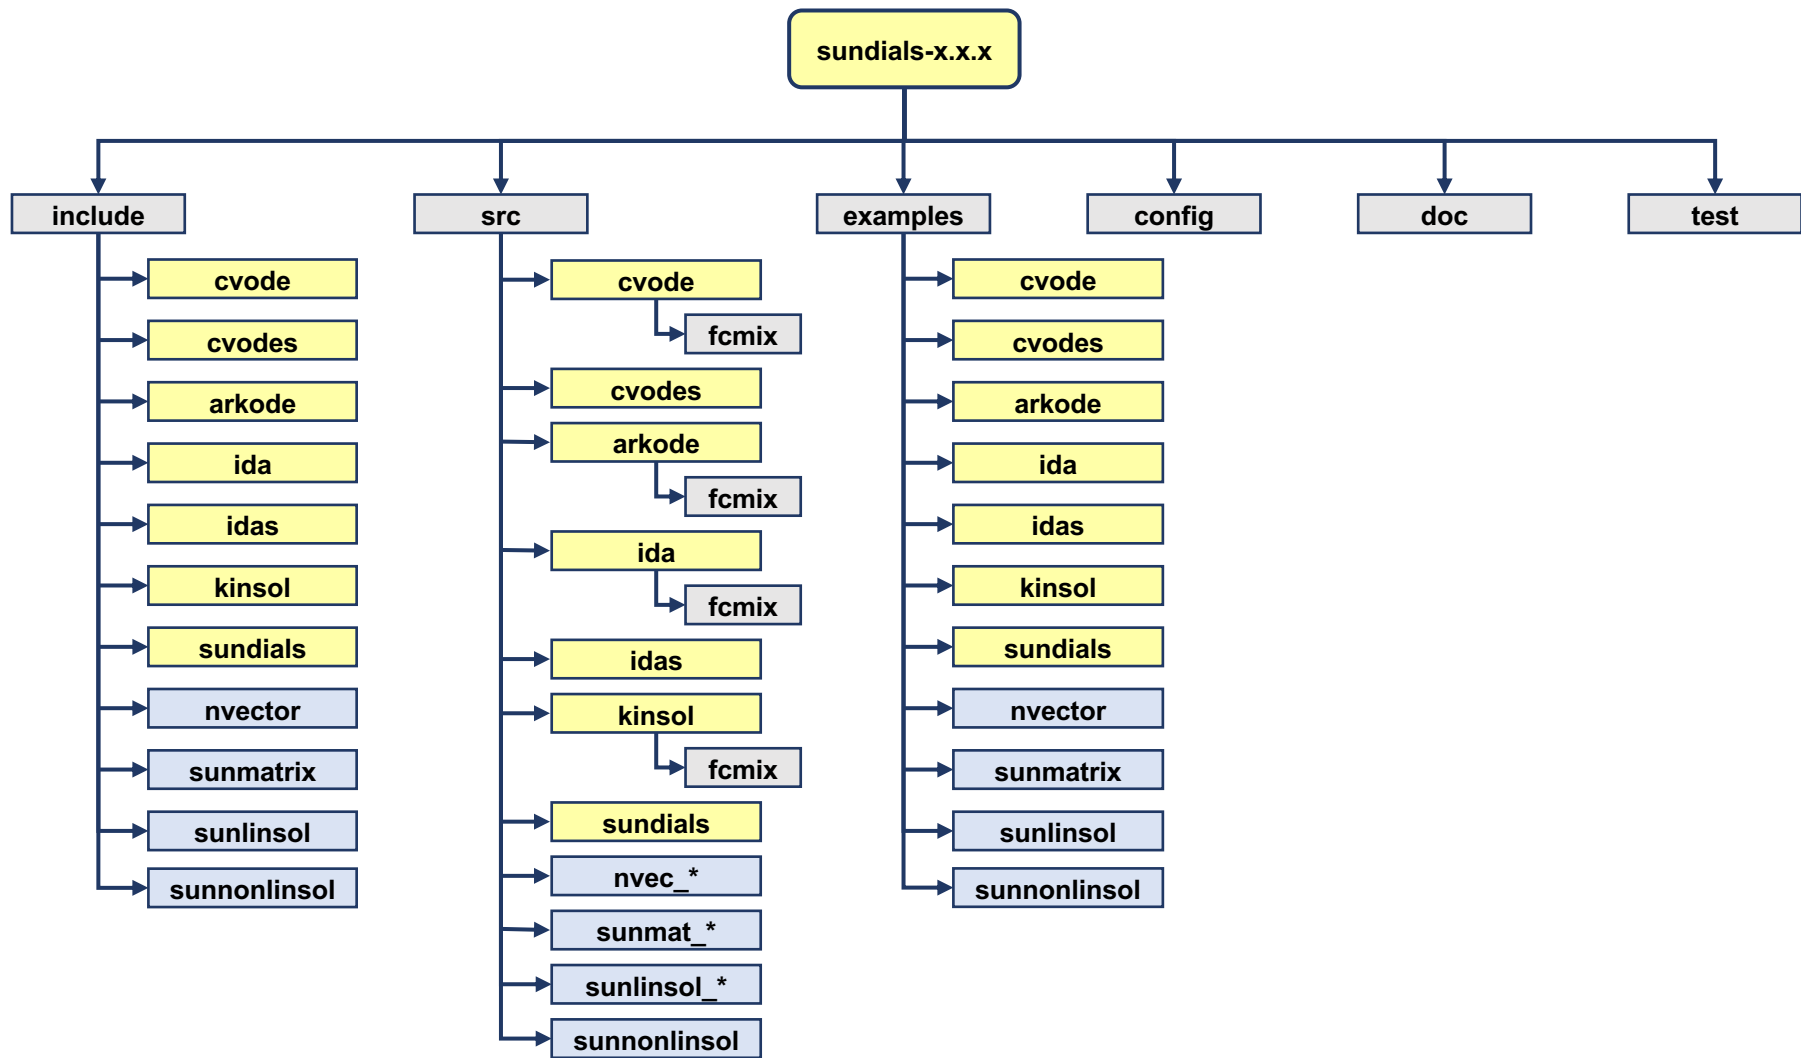 sundials-x.x.x
include
src
examples
config
doc
test
cvode
cvodes
arkode
ida
idas
kinsol
sundials
nvector
sunmatrix
sunlinsol
sunnonlinsol
cvode
fcmix
cvodes
arkode
fcmix
ida
fcmix
idas
kinsol
fcmix
sundials
nvec_*
sunmat_*
sunlinsol_*
sunnonlinsol
cvode
cvodes
arkode
ida
idas
kinsol
sundials
nvector
sunmatrix
sunlinsol
sunnonlinsol